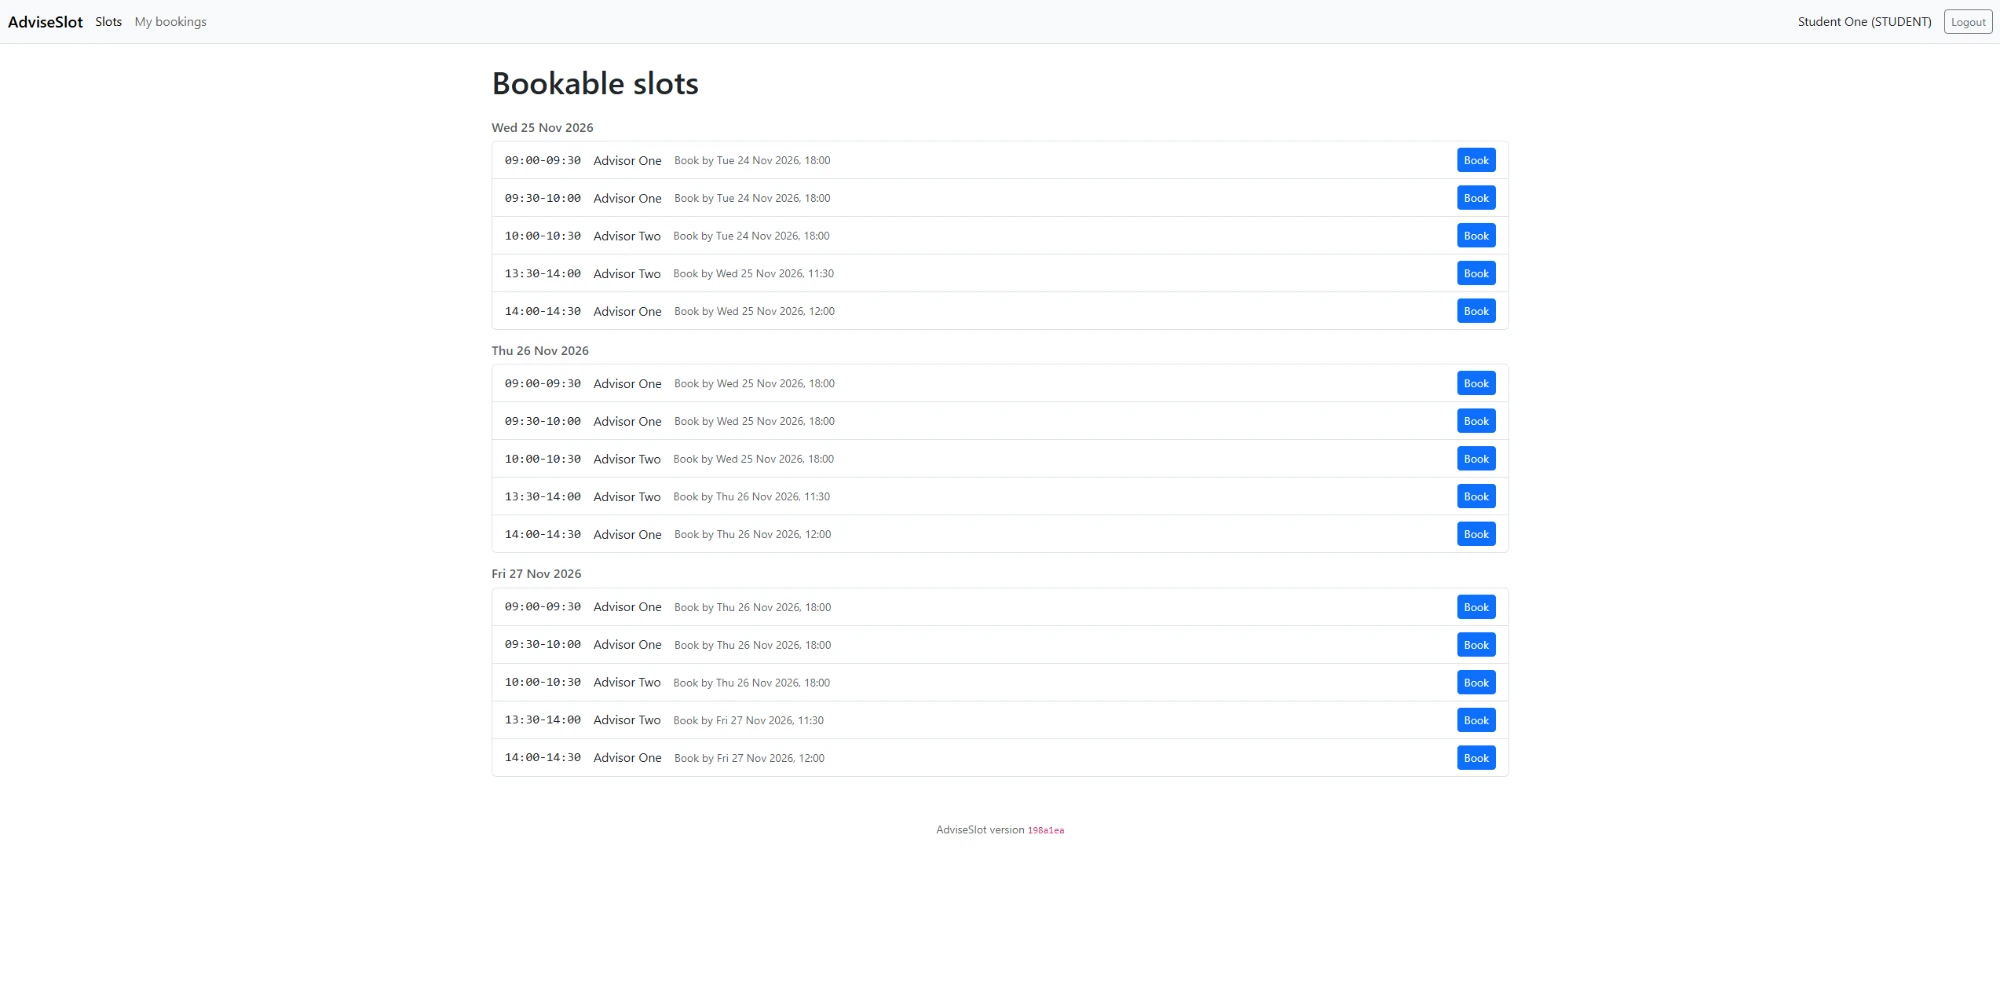 AdviseSlot Slots My bookings Student One (STUDENT) Logout
Bookable slots
Wed 25 Nov 2026
09:00-09:30 Advisor One Book by Tue 24 Nov 2026, 18:00 Book
09:30-10:00 Advisor One Book by Tue 24 Nov 2026, 18:00 Book
10:00-10:30 Advisor Two Book by Tue 24 Nov 2026, 18:00 Book
13:30-14:00 Advisor Two Book by Wed 25 Nov 2026, 11:30 Book
14:00-14:30 Advisor One Book by Wed 25 Nov 2026, 12:00 Book
Thu 26 Nov 2026
09:00-09:30 Advisor One Book by Wed 25 Nov 2026, 18:00 Book
09:30-10:00 Advisor One Book by Wed 25 Nov 2026, 18:00 Book
10:00-10:30 Advisor Two Book by Wed 25 Nov 2026, 18:00 Book
13:30-14:00 Advisor Two Book by Thu 26 Nov 2026, 11:30 Book
14:00-14:30 Advisor One Book by Thu 26 Nov 2026, 12:00 Book
Fri 27 Nov 2026
09:00-09:30 Advisor One Book by Thu 26 Nov 2026, 18:00 Book
09:30-10:00 Advisor One Book by Thu 26 Nov 2026, 18:00 Book
10:00-10:30 Advisor Two Book by Thu 26 Nov 2026, 18:00 Book
13:30-14:00 Advisor Two Book by Fri 27 Nov 2026, 11:30 Book
14:00-14:30 Advisor One Book by Fri 27 Nov 2026, 12:00 Book
AdviseSlot version 198a1ea